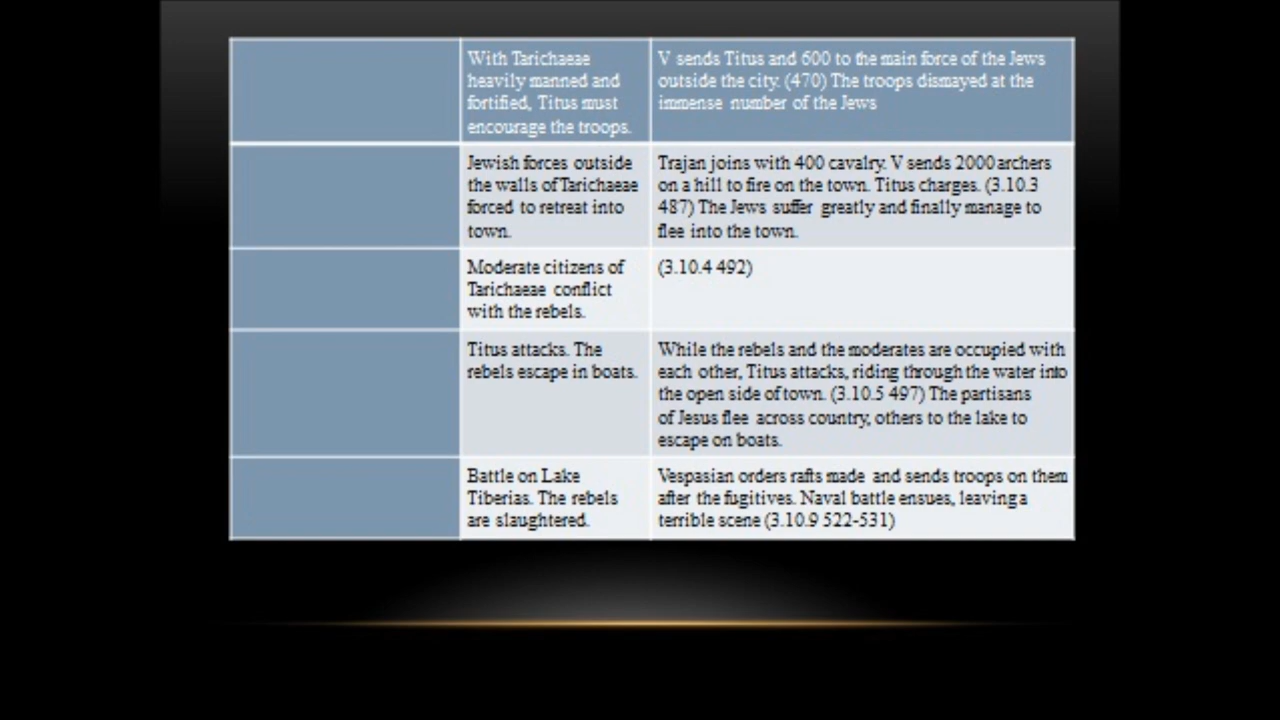 With Tarichaeae
heavily manned and
fortified, Titus must
encourage the troops.
V sends Titus and 600 to the main force of the Jews
outside the city. (470) The troops dismayed at the
immense number of the Jews
Jewish forces outside
the walls of Tarichaeae
forced to retreat into
town.
Trajan joins with 400 cavalry. V sends 2000 archers
on a hill to fire on the town. Titus charges. (3.10.3
487) The Jews suffer greatly and finally manage to
flee into the town.
Moderate citizens of
Tarichaeae conflict
with the rebels.
(3.10.4 492)
Titus attacks. The
rebels escape in boats.
While the rebels and the moderates are occupied with
each other, Titus attacks, riding through the water into
the open side of town. (3.10.5 497) The partisans
of Jesus flee across country, others to the lake to
escape on boats.
Battle on Lake
Tiberias. The rebels
are slaughtered.
Vespasian orders rafts made and sends troops on them
after the fugitives. Naval battle ensues, leaving a
terrible scene (3.10.9 522-531)